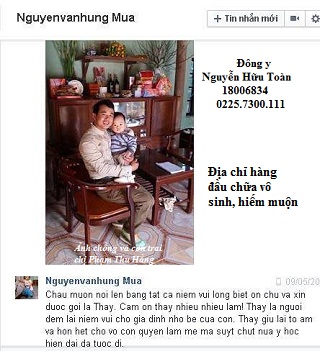 Nguyenvanhung Mua
+ Tin nhắn mới
Đông y
Nguyễn Hữu Toàn
18006834
0225.7300.111
Địa chỉ hàng
đầu chữa vô
sinh, hiếm muộn
Anh chồng và con trai
chị Phạm Thu Hằng
Nguyenvanhung Mua
09/05/20
Chau muon noi len bang tat ca niem vui long biet on chu va xin
duoc goi la Thay. Cam on thay nhieu nhieu lam! Thay la nguoi
dem lai niem vui cho gia dinh nho be cua con. Thay giu lai to am
va hon het cho vo con quyen lam me ma suyt chut nua y hoc
hien dai da tuoc di.